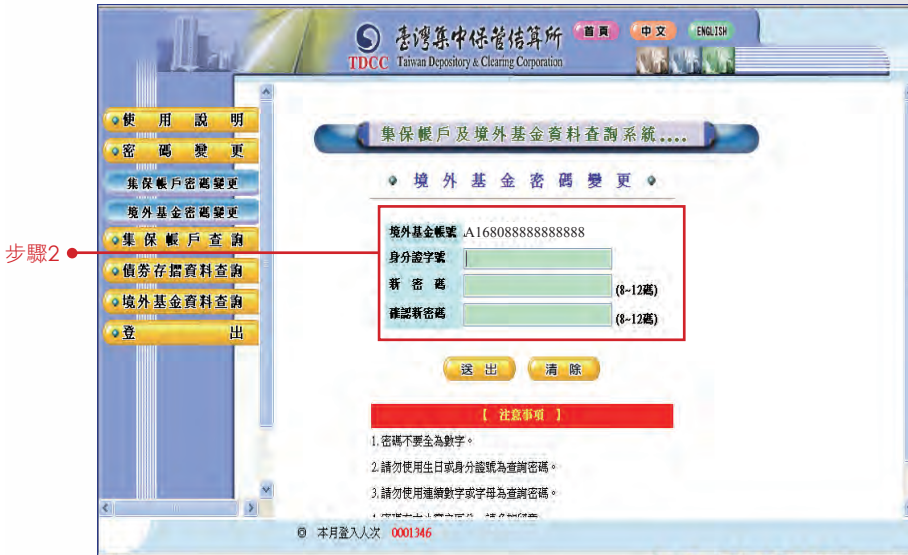 臺灣集中保管結算所
TDCC Taiwan Depository & Clearing Corporation
首頁 中文 ENGLISH
使用說明
密碼變更
集保帳戶密碼變更
境外基金密碼變更
集保帳戶查詢
債券存摺資料查詢
境外基金資料查詢
登出
集保帳戶及境外基金資料查詢系統....
境外基金密碼變更
步驟2
境外基金帳號 A168088888888888
身分證字號
新密碼 (8~12碼)
確認新密碼 (8~12碼)
送出 清除
【 注意事項 】
1.密碼不要全為數字。
2.請勿使用生日或身分證號為查詢密碼。
3.請勿使用連續數字或字母為查詢密碼。
◎ 本月登入人次 0001346